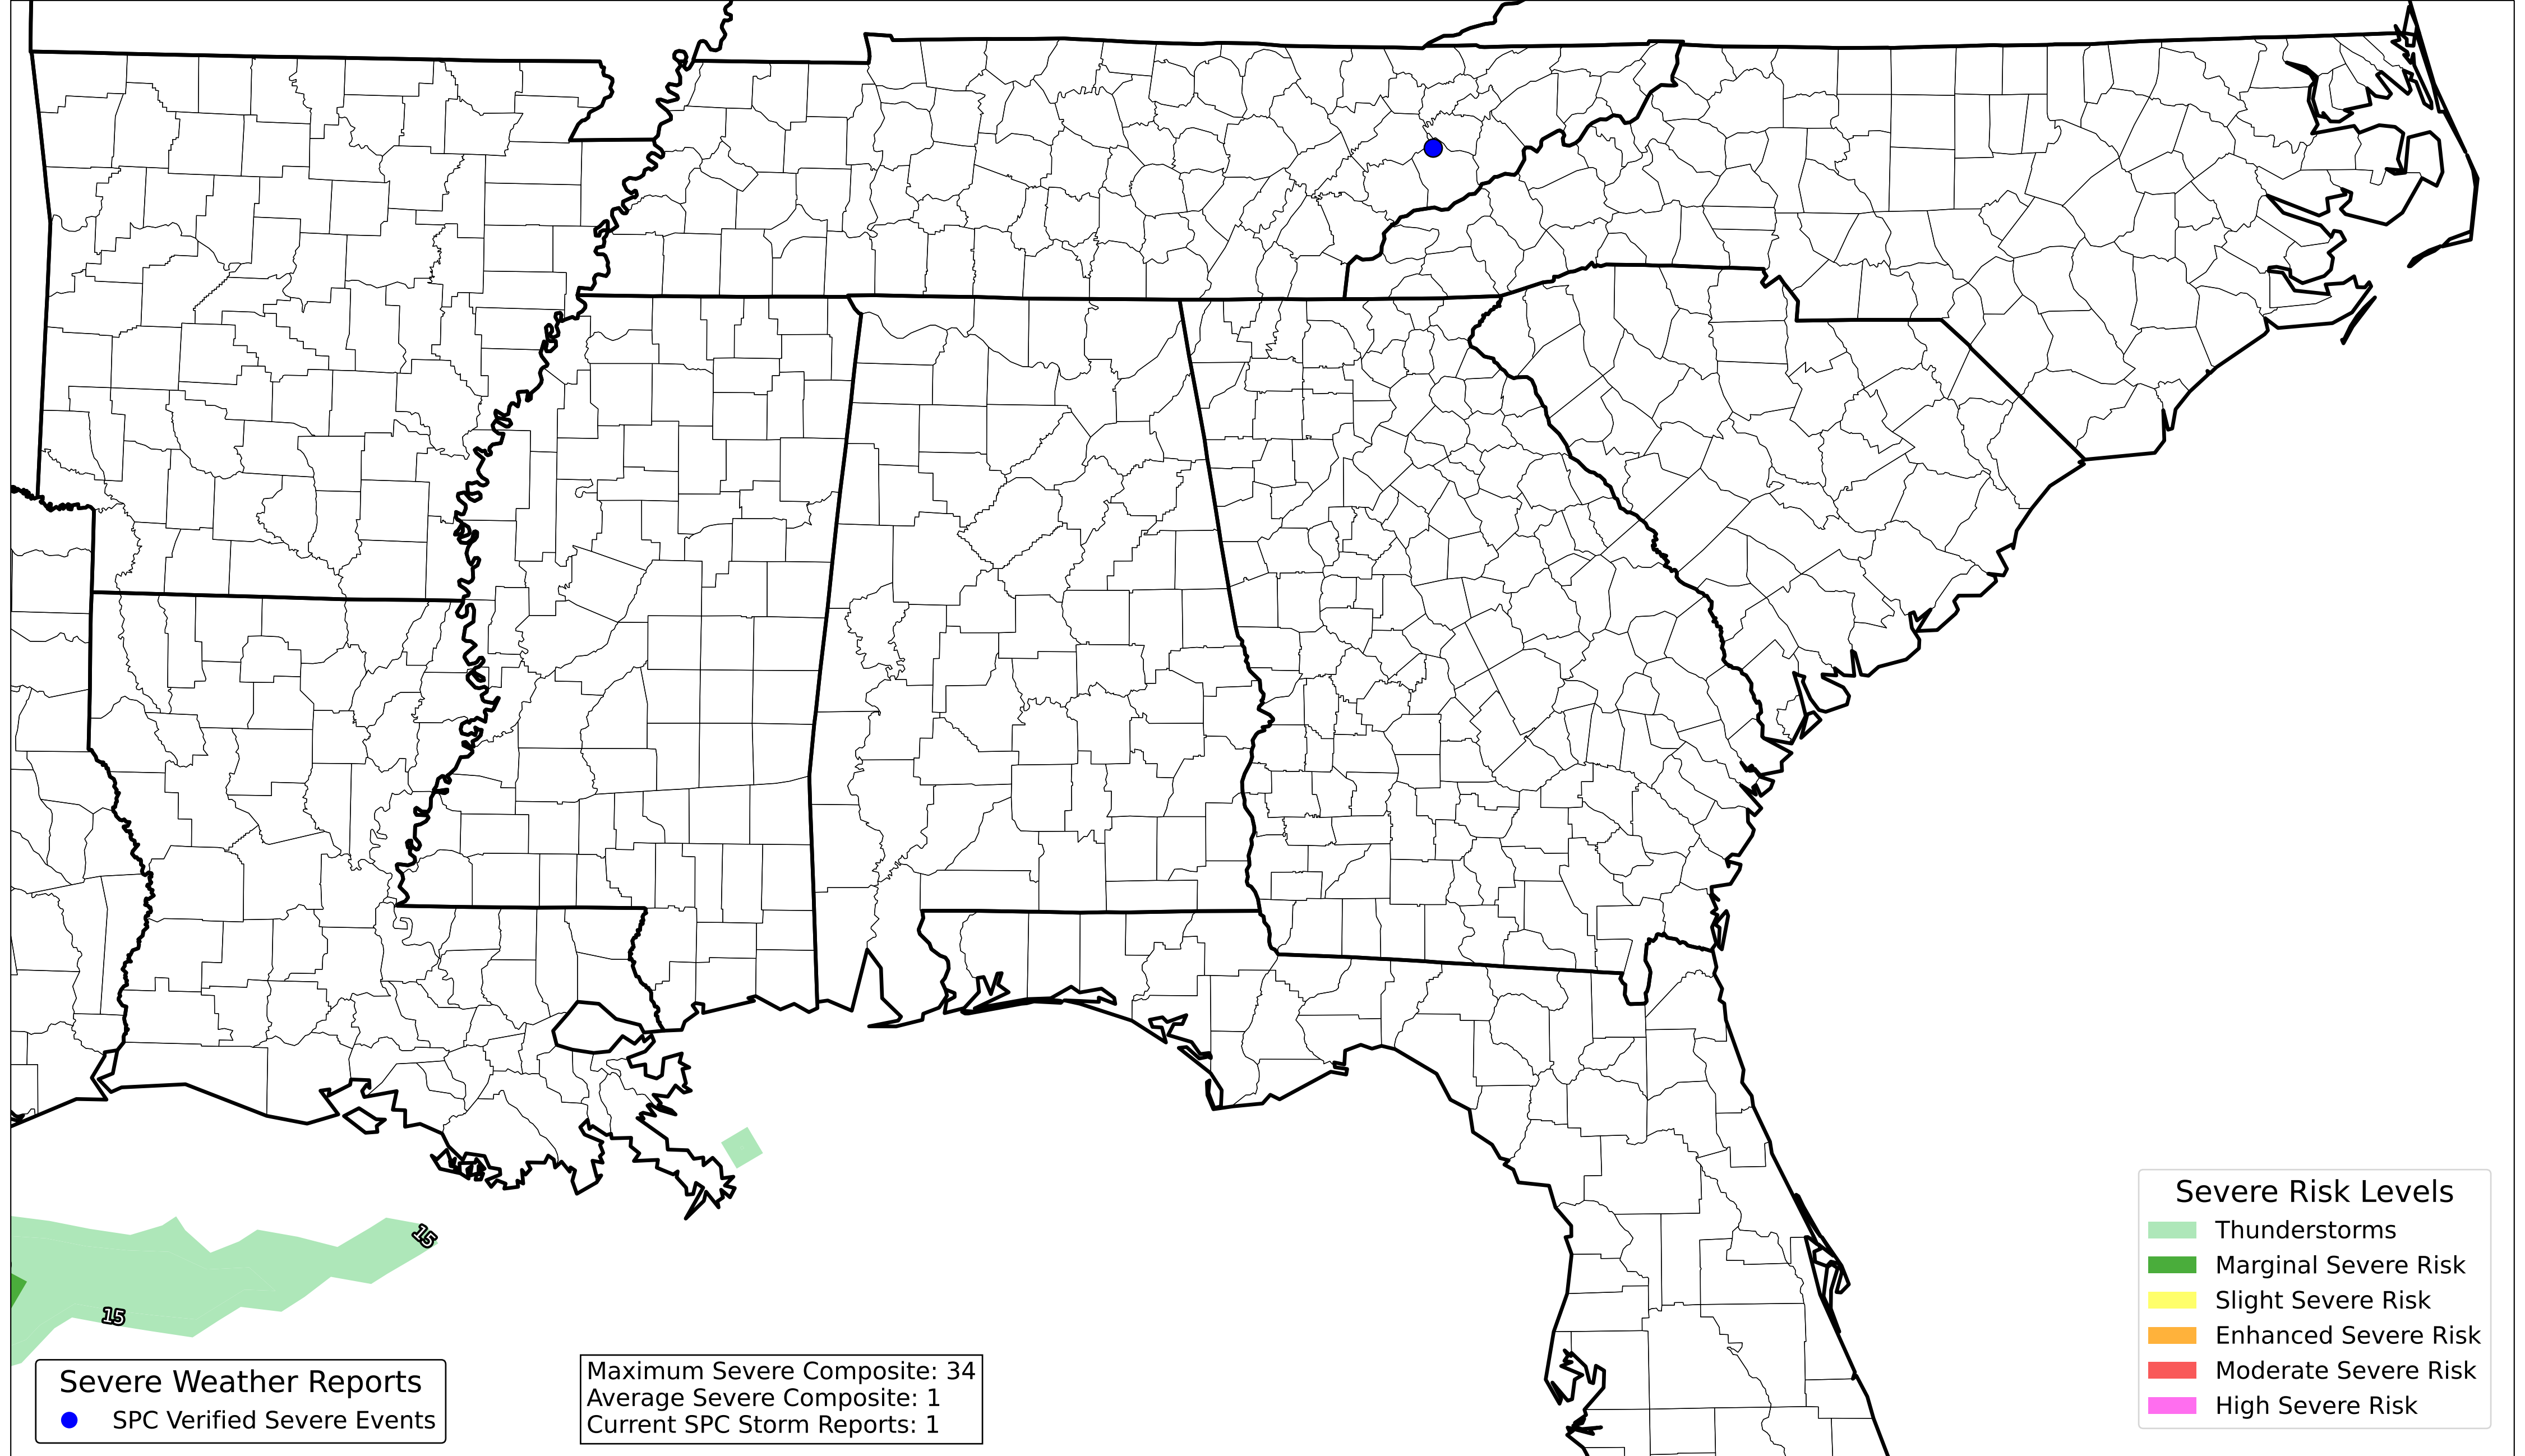 15
15
Severe Weather Reports
SPC Verified Severe Events
Maximum Severe Composite: 34
Average Severe Composite: 1
Current SPC Storm Reports: 1
Severe Risk Levels
Thunderstorms
Marginal Severe Risk
Slight Severe Risk
Enhanced Severe Risk
Moderate Severe Risk
High Severe Risk